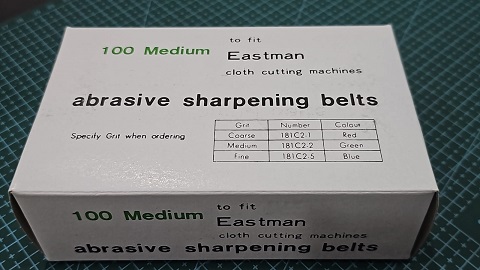 100 Medium
to fit
Eastman
cloth cutting machines
abrasive sharpening belts
Specify Grit when ordering
Grit Number Colour
Coarse 181C2-1 Red
Medium 181C2-2 Green
Fine 181C2-5 Blue
100 Medium
to fit
Eastman
cloth cutting machines
abrasive sharpening belts